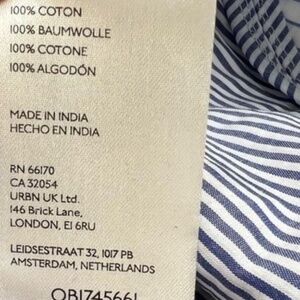 100% COTON
100% BAUMWOLLE
100% COTONE
100% ALGODÓN
MADE IN INDIA
HECHO EN INDIA
RN 66170
CA 32054
URBN UK Ltd.
146 Brick Lane,
LONDON, E1 6RU
LEIDSESTRAAT 32, 1017 PB
AMSTERDAM, NETHERLANDS